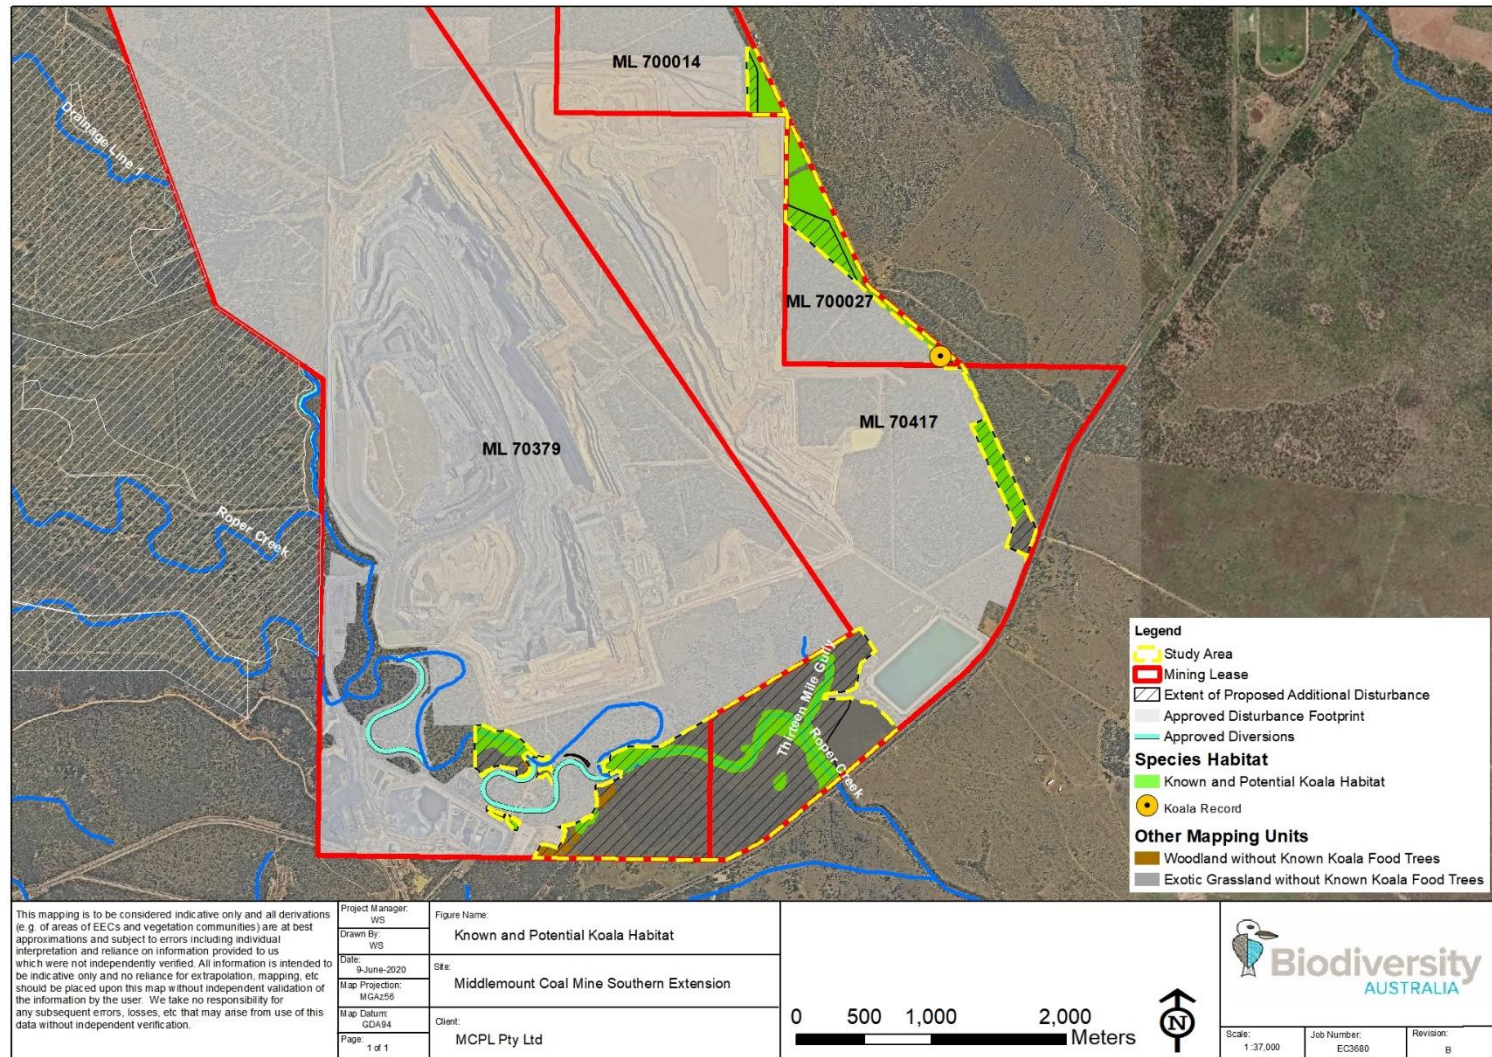 ML 700014
Drainage Line 1
ML 700027
ML 70417
ML 70379
Roper Creek
Thirteen Mile Gully
Roper Creek
Legend
Study Area
Mining Lease
Extent of Proposed Additional Disturbance
Approved Disturbance Footprint
Approved Diversions
Species Habitat
Known and Potential Koala Habitat
Koala Record
Other Mapping Units
Woodland without Known Koala Food Trees
Exotic Grassland without Known Koala Food Trees
This mapping is to be considered indicative only and all derivations
(e.g. of areas of EECs and vegetation communities) are at best
approximations and subject to errors including individual
interpretation and reliance on information provided to us
which were not independently verified. All information is intended to
be indicative only and no reliance for extrapolation, mapping, etc
should be placed upon this map without independent validation of
the information by the user. We take no responsibility for
any subsequent errors, losses, etc that may arise from use of this
data without independent verification.
Project Manager:
WS
Drawn By:
WS
Date:
9-June-2020
Map Projection:
MGAz56
Map Datum:
GDA94
Page:
1 of 1
Figure Name:
Known and Potential Koala Habitat
Site:
Middlemount Coal Mine Southern Extension
Client:
MCPL Pty Ltd
0 500 1,000 2,000
Meters
N
Biodiversity
AUSTRALIA
Scale:
1:37,000
Job Number:
EC3680
Revision:
B